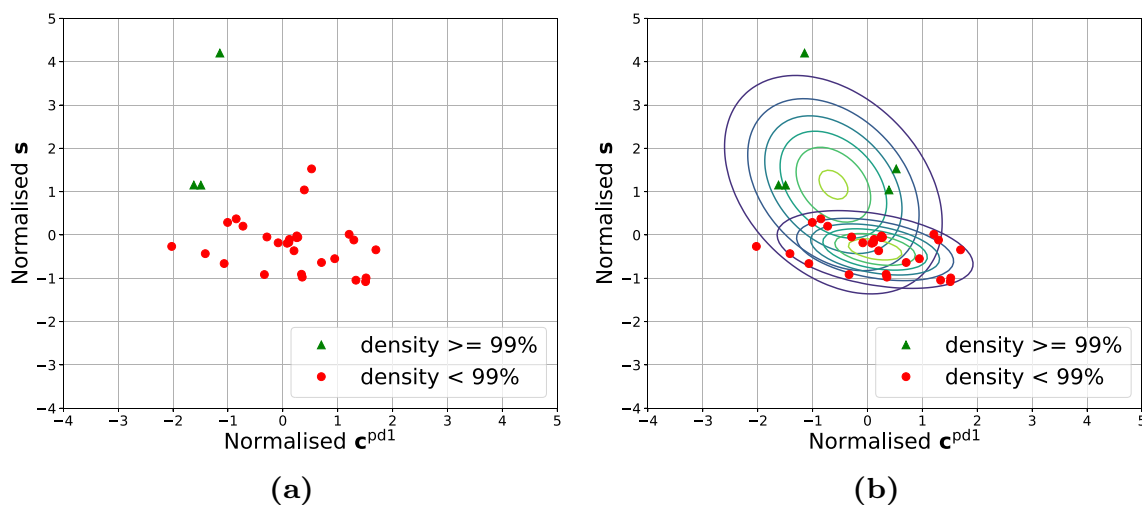 5
4
3
2
1
0
−1
−2
−3
−4
−4 −3 −2 −1 0 1 2 3 4 5
Normalised s
Normalised c^pd1
density >= 99%
density < 99%
(a)
5
4
3
2
1
0
−1
−2
−3
−4
−4 −3 −2 −1 0 1 2 3 4 5
Normalised s
Normalised c^pd1
density >= 99%
density < 99%
(b)